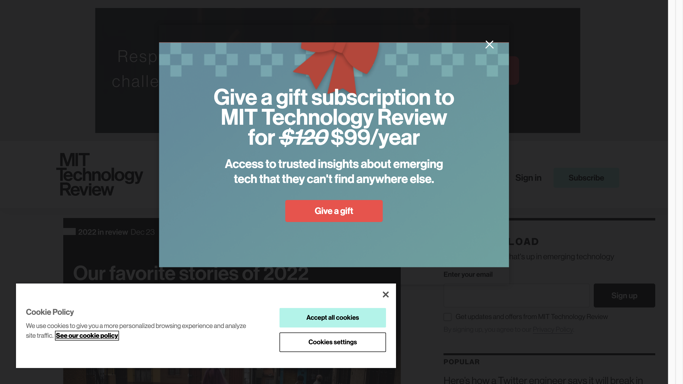 Resp
challe
Give a gift subscription to
MIT Technology Review
for $120 $99/year
Access to trusted insights about emerging
tech that they can't find anywhere else.
Give a gift
MIT
Technology
Review
Sign in
Subscribe
2022 in review Dec 23
Our favorite stories of 2022
LOAD
what's up in emerging technology.
Enter your email
Sign up
Get updates and offers from MIT Technology Review
Privacy Policy
POPULAR
Here's how a Twitter engineer says it will break in
Cookie Policy
We use cookies to give you a more personalized browsing experience and analyze
site traffic. See our cookie policy
Accept all cookies
Cookies settings